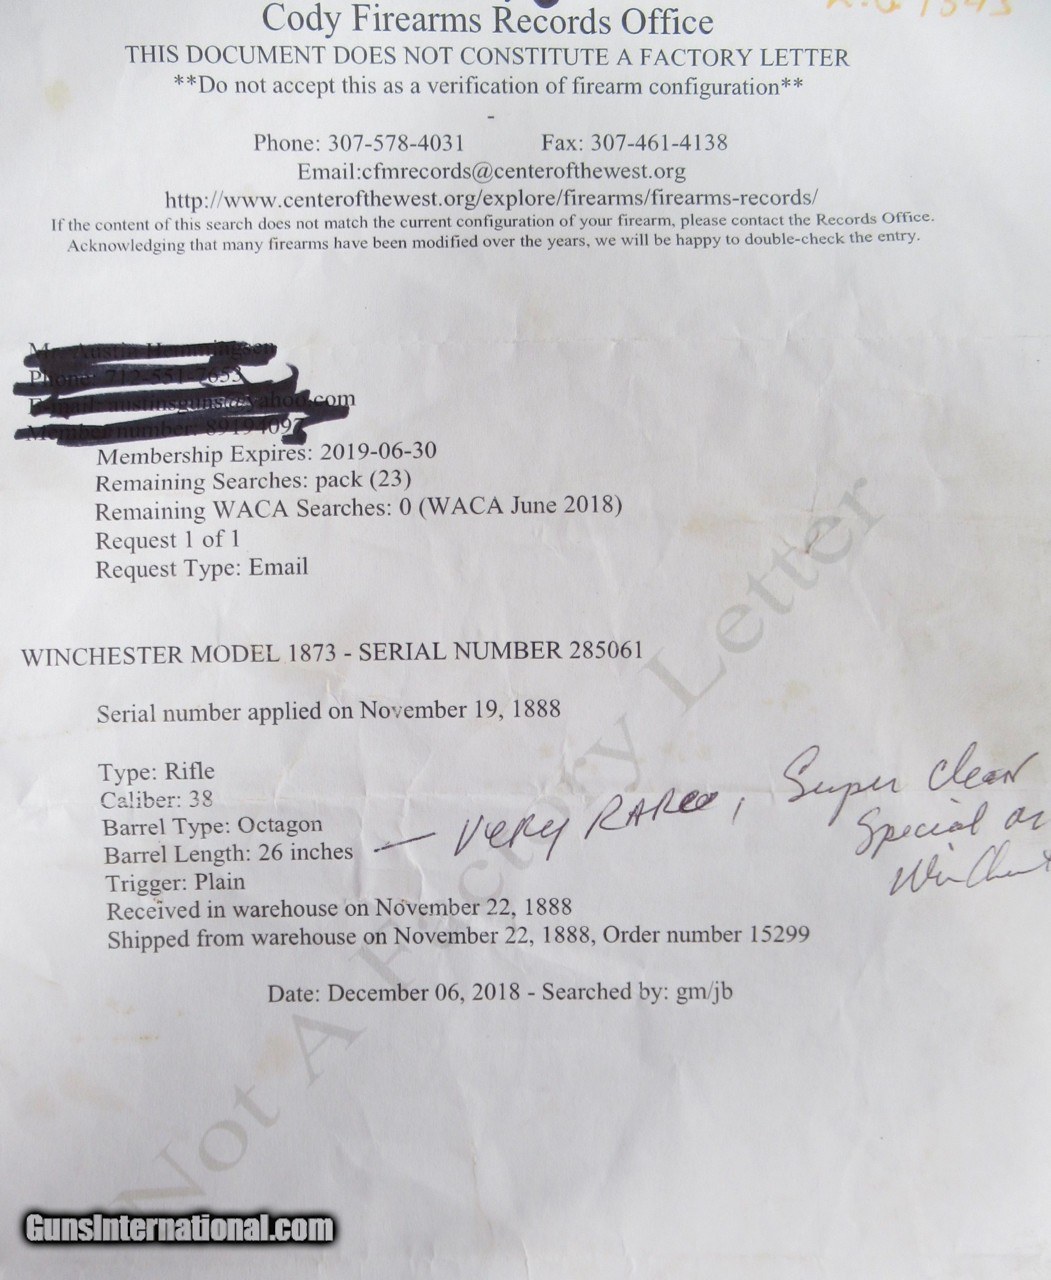 Cody Firearms Records Office
THIS DOCUMENT DOES NOT CONSTITUTE A FACTORY LETTER
**Do not accept this as a verification of firearm configuration**
-
Phone: 307-578-4031 Fax: 307-461-4138
Email:cfmrecords@centerofthewest.org
http://www.centerofthewest.org/explore/firearms/firearms-records/
If the content of this search does not match the current configuration of your firearm, please contact the Records Office.
Acknowledging that many firearms have been modified over the years, we will be happy to double-check the entry.
Membership Expires: 2019-06-30
Remaining Searches: pack (23)
Remaining WACA Searches: 0 (WACA June 2018)
Request 1 of 1
Request Type: Email
WINCHESTER MODEL 1873 - SERIAL NUMBER 285061
Serial number applied on November 19, 1888
Type: Rifle
Caliber: 38
Barrel Type: Octagon
Barrel Length: 26 inches
— VERY RARE, Super Clean
Special
Trigger: Plain
Received in warehouse on November 22, 1888
Shipped from warehouse on November 22, 1888, Order number 15299
Date: December 06, 2018 - Searched by: gm/jb
Not A Factory Letter
GunsInternational.com